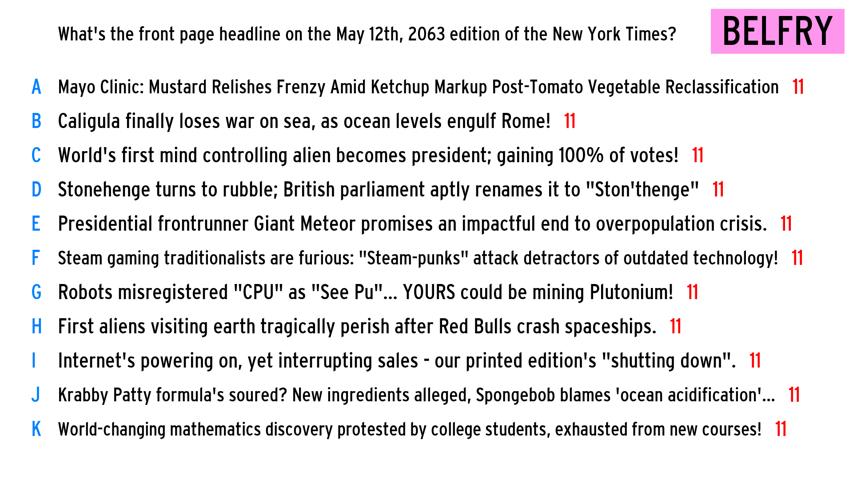 What's the front page headline on the May 12th, 2063 edition of the New York Times?
BELFRY
A Mayo Clinic: Mustard Relishes Frenzy Amid Ketchup Markup Post-Tomato Vegetable Reclassification 11
B Caligula finally loses war on sea, as ocean levels engulf Rome! 11
C World's first mind controlling alien becomes president; gaining 100% of votes! 11
D Stonehenge turns to rubble; British parliament aptly renames it to "Ston'thenge" 11
E Presidential frontrunner Giant Meteor promises an impactful end to overpopulation crisis. 11
F Steam gaming traditionalists are furious: "Steam-punks" attack detractors of outdated technology! 11
G Robots misregistered "CPU" as "See Pu"... YOURS could be mining Plutonium! 11
H First aliens visiting earth tragically perish after Red Bulls crash spaceships. 11
I Internet's powering on, yet interrupting sales - our printed edition's "shutting down". 11
J Krabby Patty formula's soured? New ingredients alleged, Spongebob blames 'ocean acidification'... 11
K World-changing mathematics discovery protested by college students, exhausted from new courses! 11